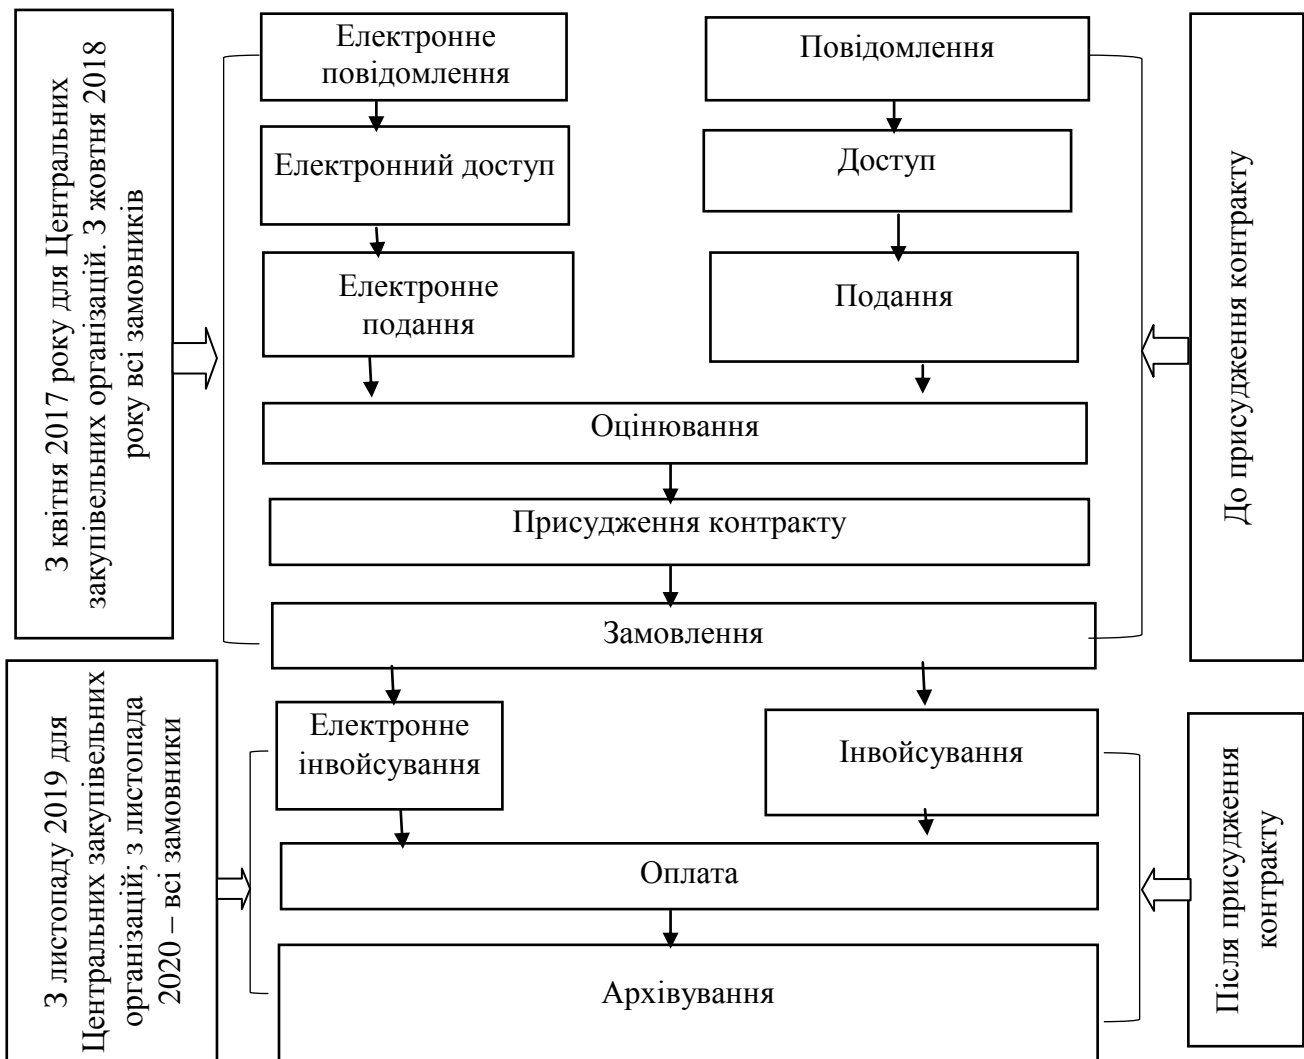 З квітня 2017 року для Центральних
закупівельних організацій. З жовтня 2018
року всі замовників
Електронне
повідомлення
Повідомлення
Електронний доступ
Доступ
Електронне
подання
Подання
Оцінювання
Присудження контракту
Замовлення
До присудження контракту
З листопаду 2019 для
Центральних закупівельних
організацій; з листопада
2020 – всі замовники
Електронне
інвойсування
Інвойсування
Оплата
Архівування
Після присудження
контракту